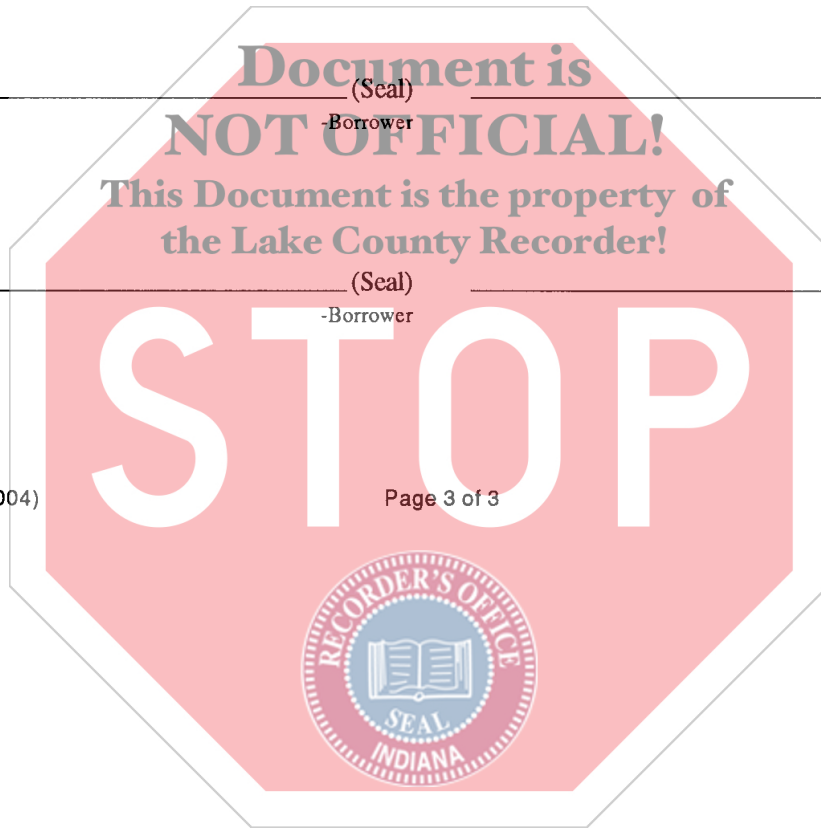 Document is
(Seal)
-Borrower
NOT OFFICIAL!
This Document is the property of
the Lake County Recorder!
(Seal)
-Borrower
STOP
004)
Page 3 of 3
RECORDER'S OFFICE
SEAL
INDIANA